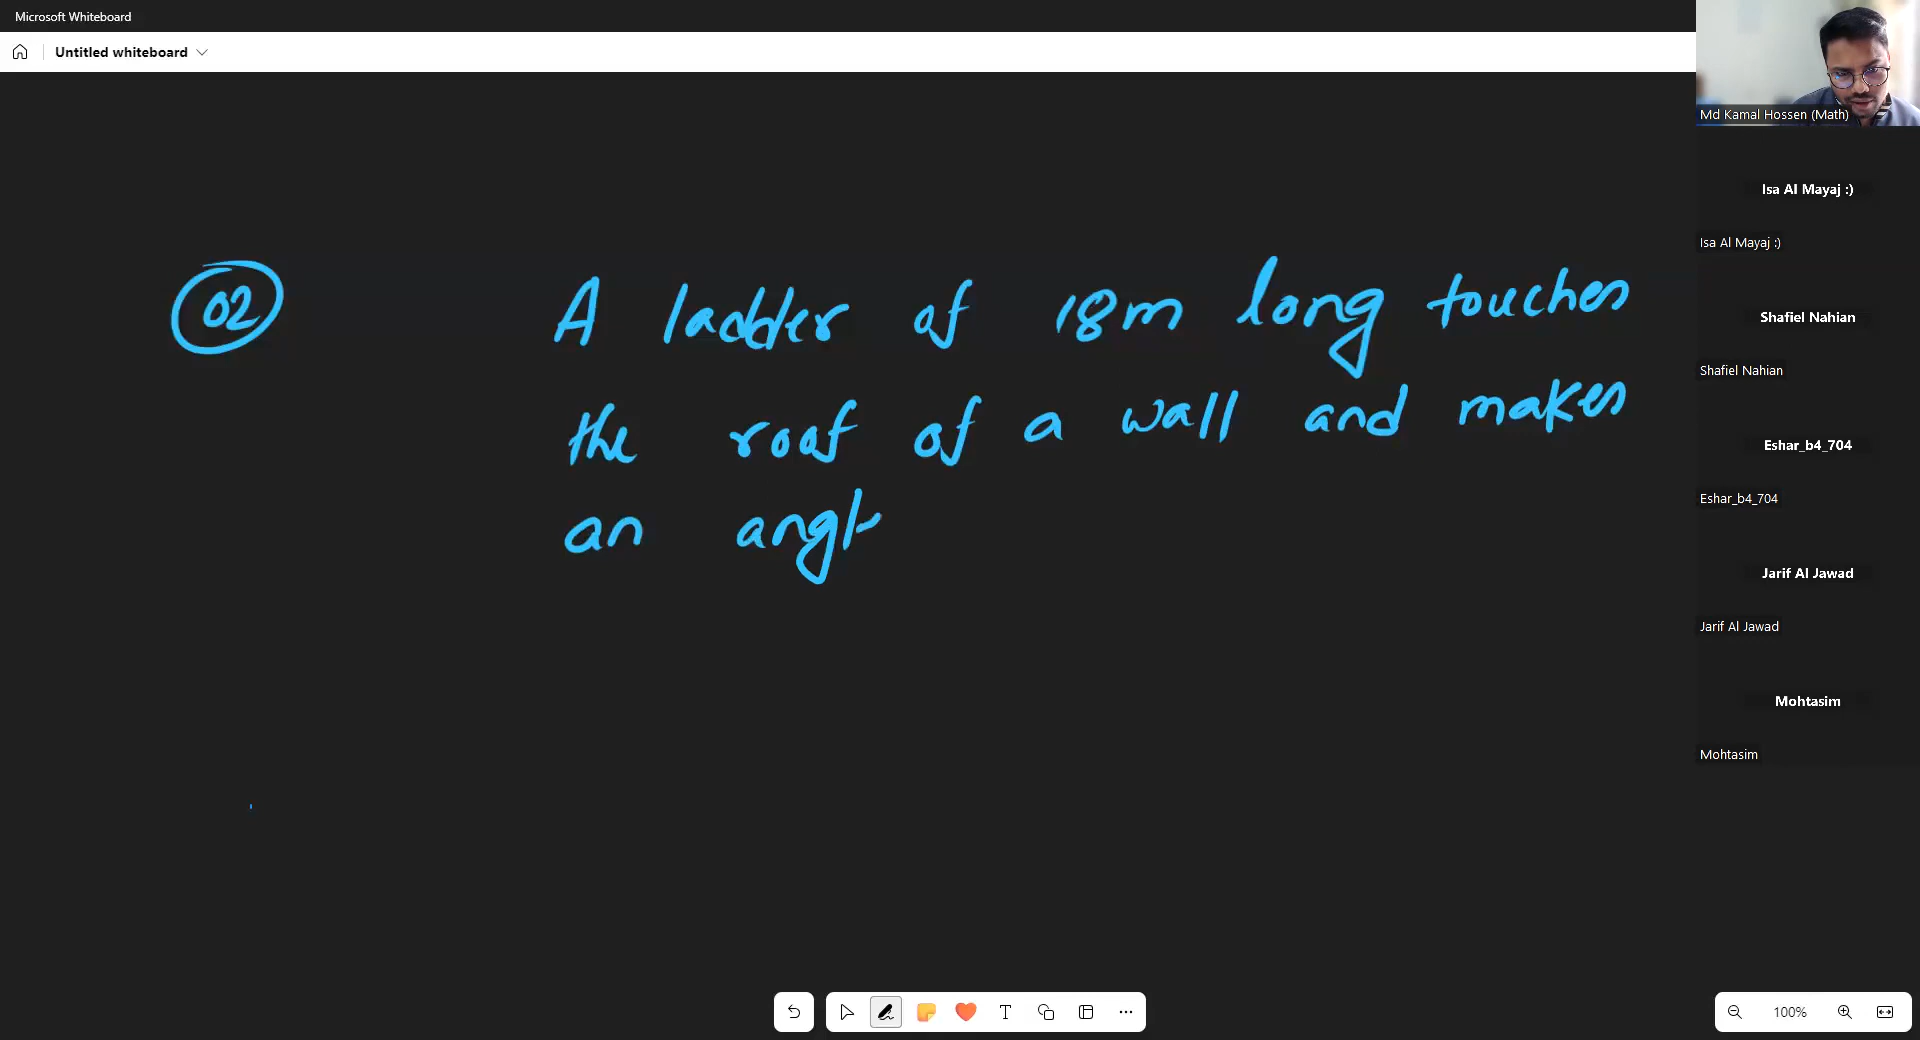 Microsoft Whiteboard
Untitled whiteboard
Md Kamal Hossen (Math)
Isa Al Mayaj :)
Isa Al Mayaj :)
Shafiel Nahian
Shafiel Nahian
Eshar_b4_704
Eshar_b4_704
Jarif Al Jawad
Jarif Al Jawad
Mohtasim
Mohtasim
02
A ladder of 18m long touches
the roof of a wall and makes
an angle
T
100%